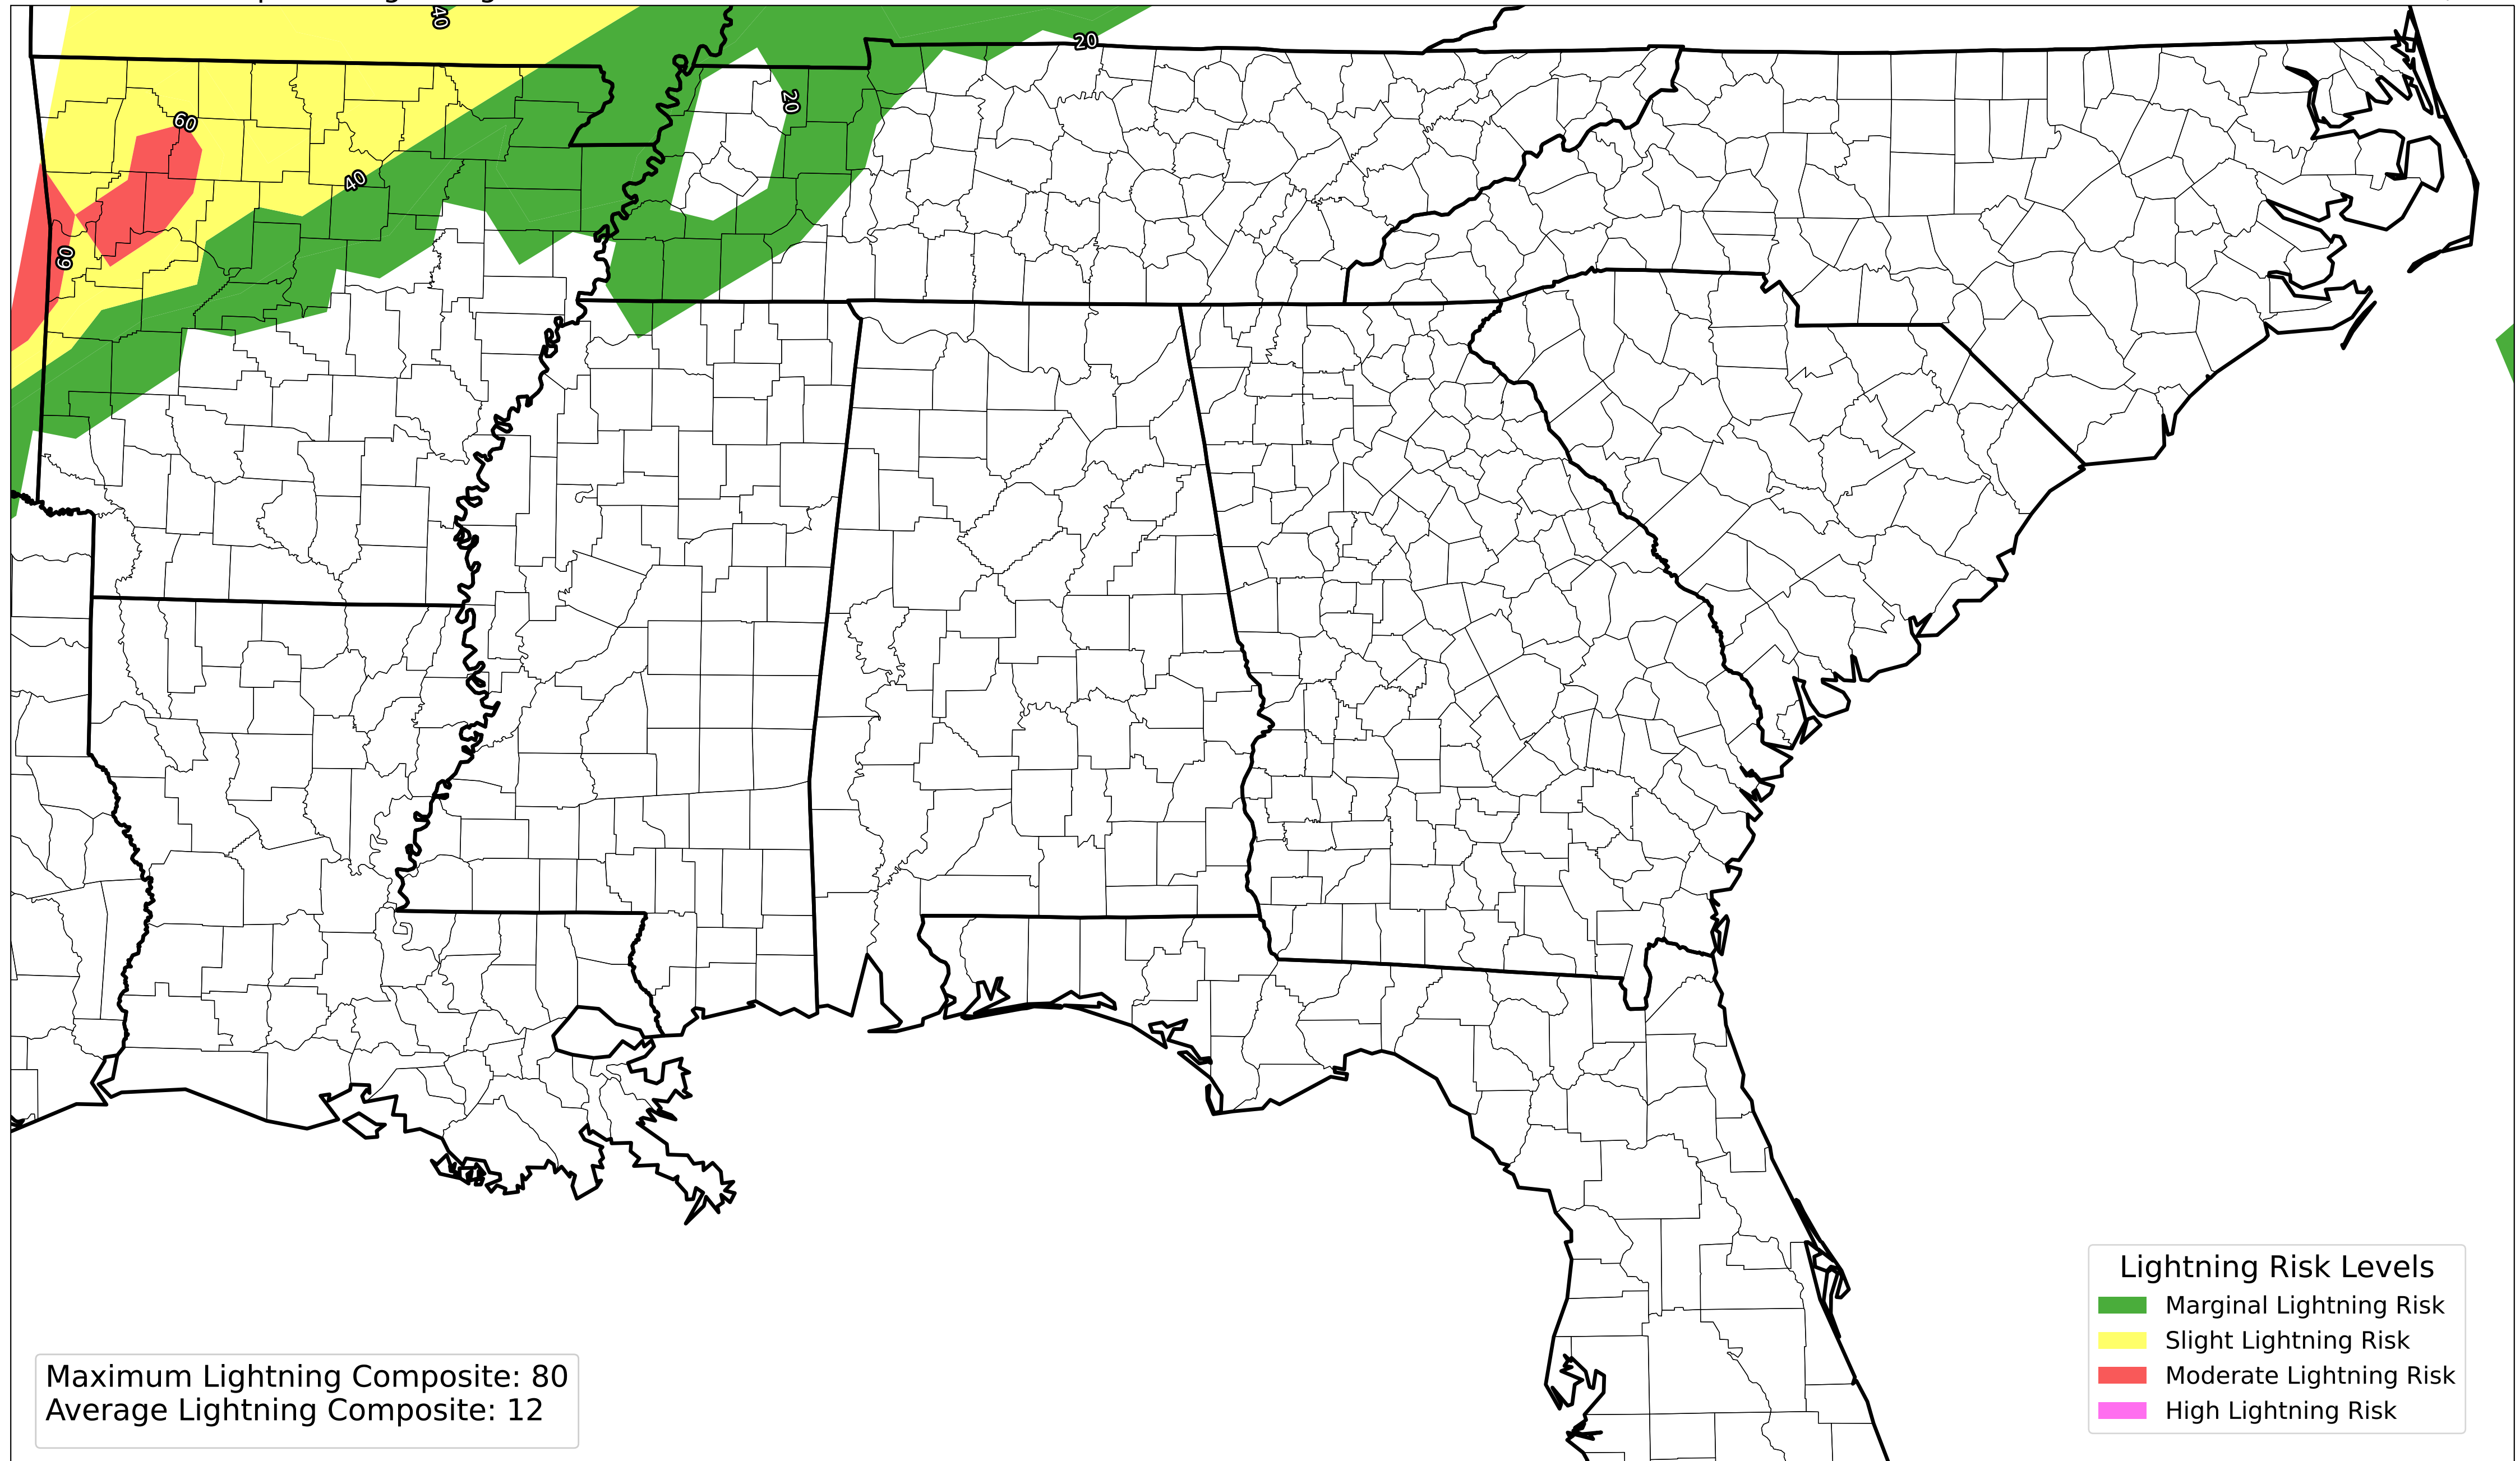 40
20
20
60
40
60
Lightning Risk Levels
Marginal Lightning Risk
Slight Lightning Risk
Moderate Lightning Risk
High Lightning Risk
Maximum Lightning Composite: 80
Average Lightning Composite: 12